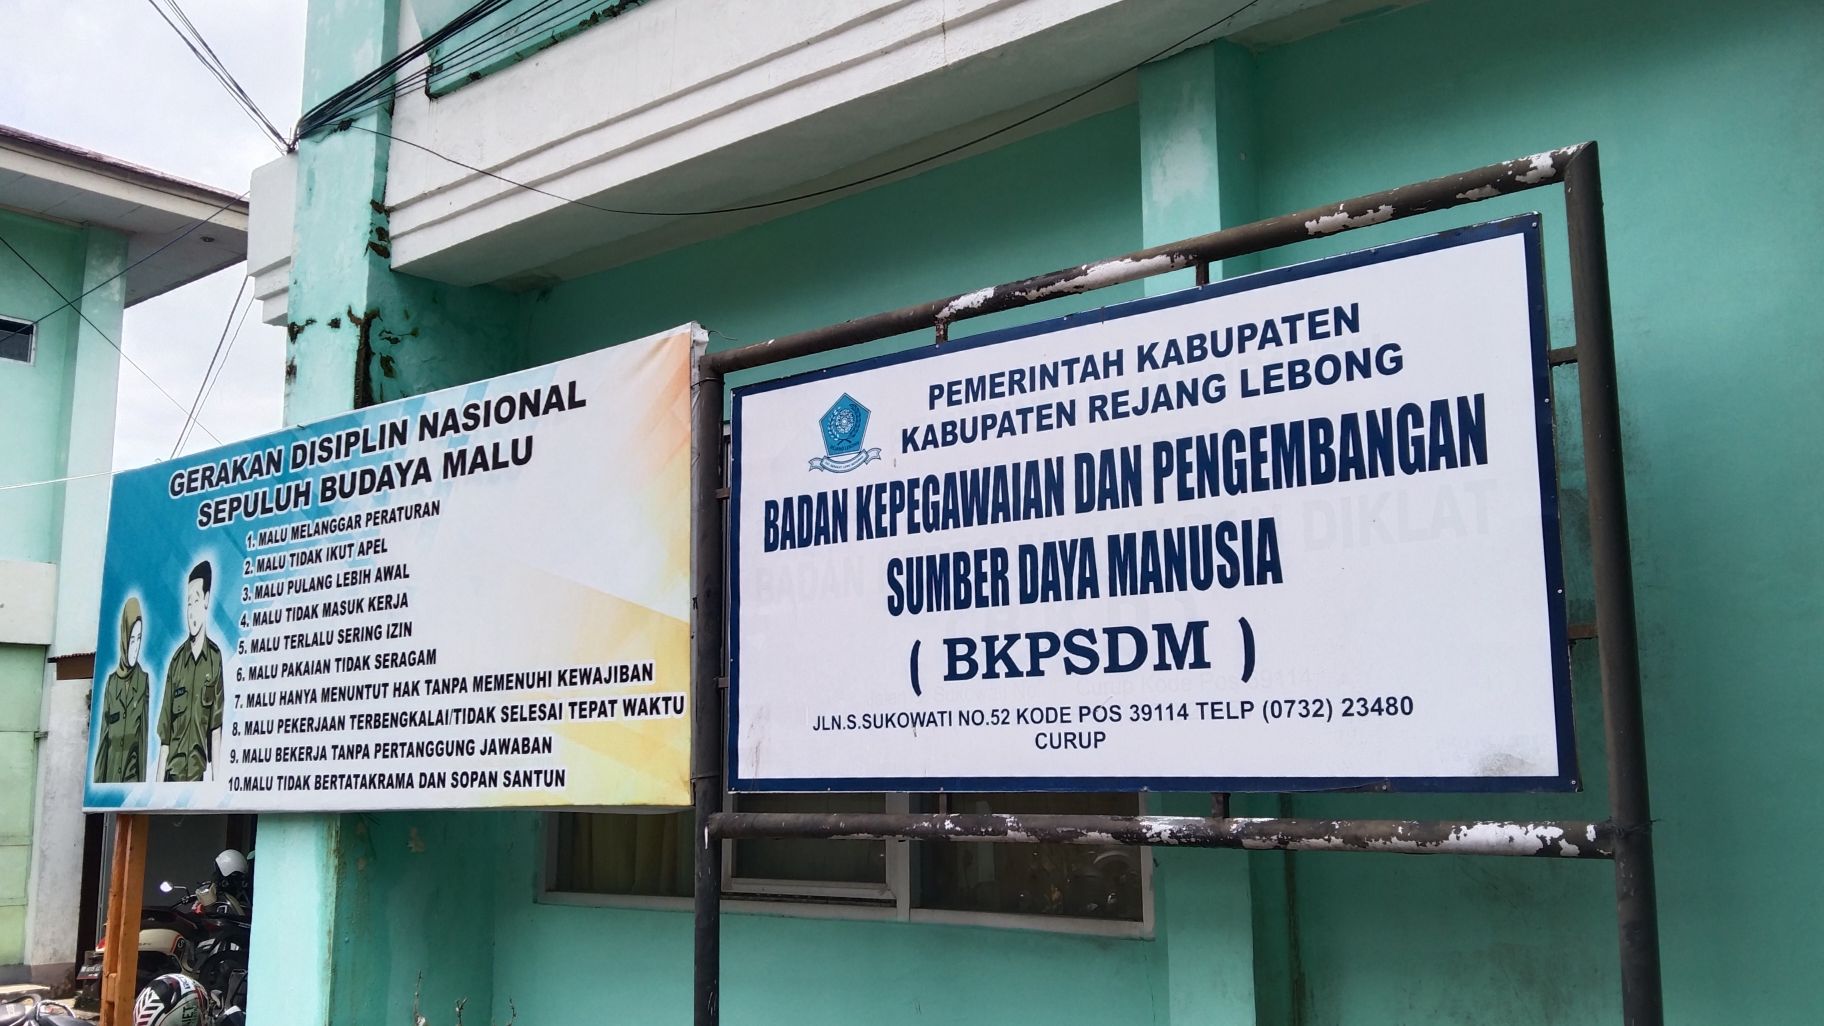 GERAKAN DISIPLIN NASIONAL
SEPULUH BUDAYA MALU
1. MALU MELANGGAR PERATURAN
2. MALU TIDAK IKUT APEL
3. MALU PULANG LEBIH AWAL
4. MALU TIDAK MASUK KERJA
5. MALU TERLALU SERING IZIN
6. MALU PAKAIAN TIDAK SERAGAM
7. MALU HANYA MENUNTUT HAK TANPA MEMENUHI KEWAJIBAN
8. MALU PEKERJAAN TERBENGKALAI/TIDAK SELESAI TEPAT WAKTU
9. MALU BEKERJA TANPA PERTANGGUNG JAWABAN
10.MALU TIDAK BERTATAKRAMA DAN SOPAN SANTUN
PEMERINTAH KABUPATEN
KABUPATEN REJANG LEBONG
BADAN KEPEGAWAIAN DAN PENGEMBANGAN
SUMBER DAYA MANUSIA
( BKPSDM )
JLN.S.SUKOWATI NO.52 KODE POS 39114 TELP (0732) 23480
CURUP